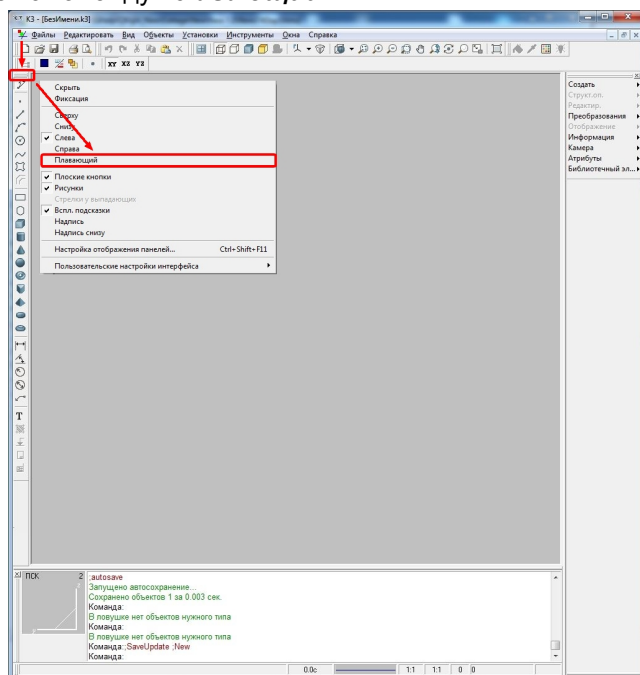 K3 - [БезИмени.k3]
Файлы Редактировать Вид Объекты Установки Инструменты Окна Справка
XY XZ YZ
Скрыть
Фиксация
Сверху
Снизу
Слева
Справа
Плавающий
Плоские кнопки
Рисунки
Стрелки у выпадающих
Вспл. подсказки
Надпись
Надпись снизу
Настройка отображения панелей... Ctrl+Shift+F11
Пользовательские настройки интерфейса
Создать
Структ.оп.
Редактир.
Преобразования
Отображение
Информация
Камера
Атрибуты
Библиотечный эл...
T
ПСК 2
;autosave
Запущено автосохранение...
Сохранено объектов 1 за 0.003 сек.
Команда:
В ловушке нет объектов нужного типа
Команда:
В ловушке нет объектов нужного типа
Команда:;SaveUpdate ;New
Команда:
0.0c 1:1 1:1 0 0